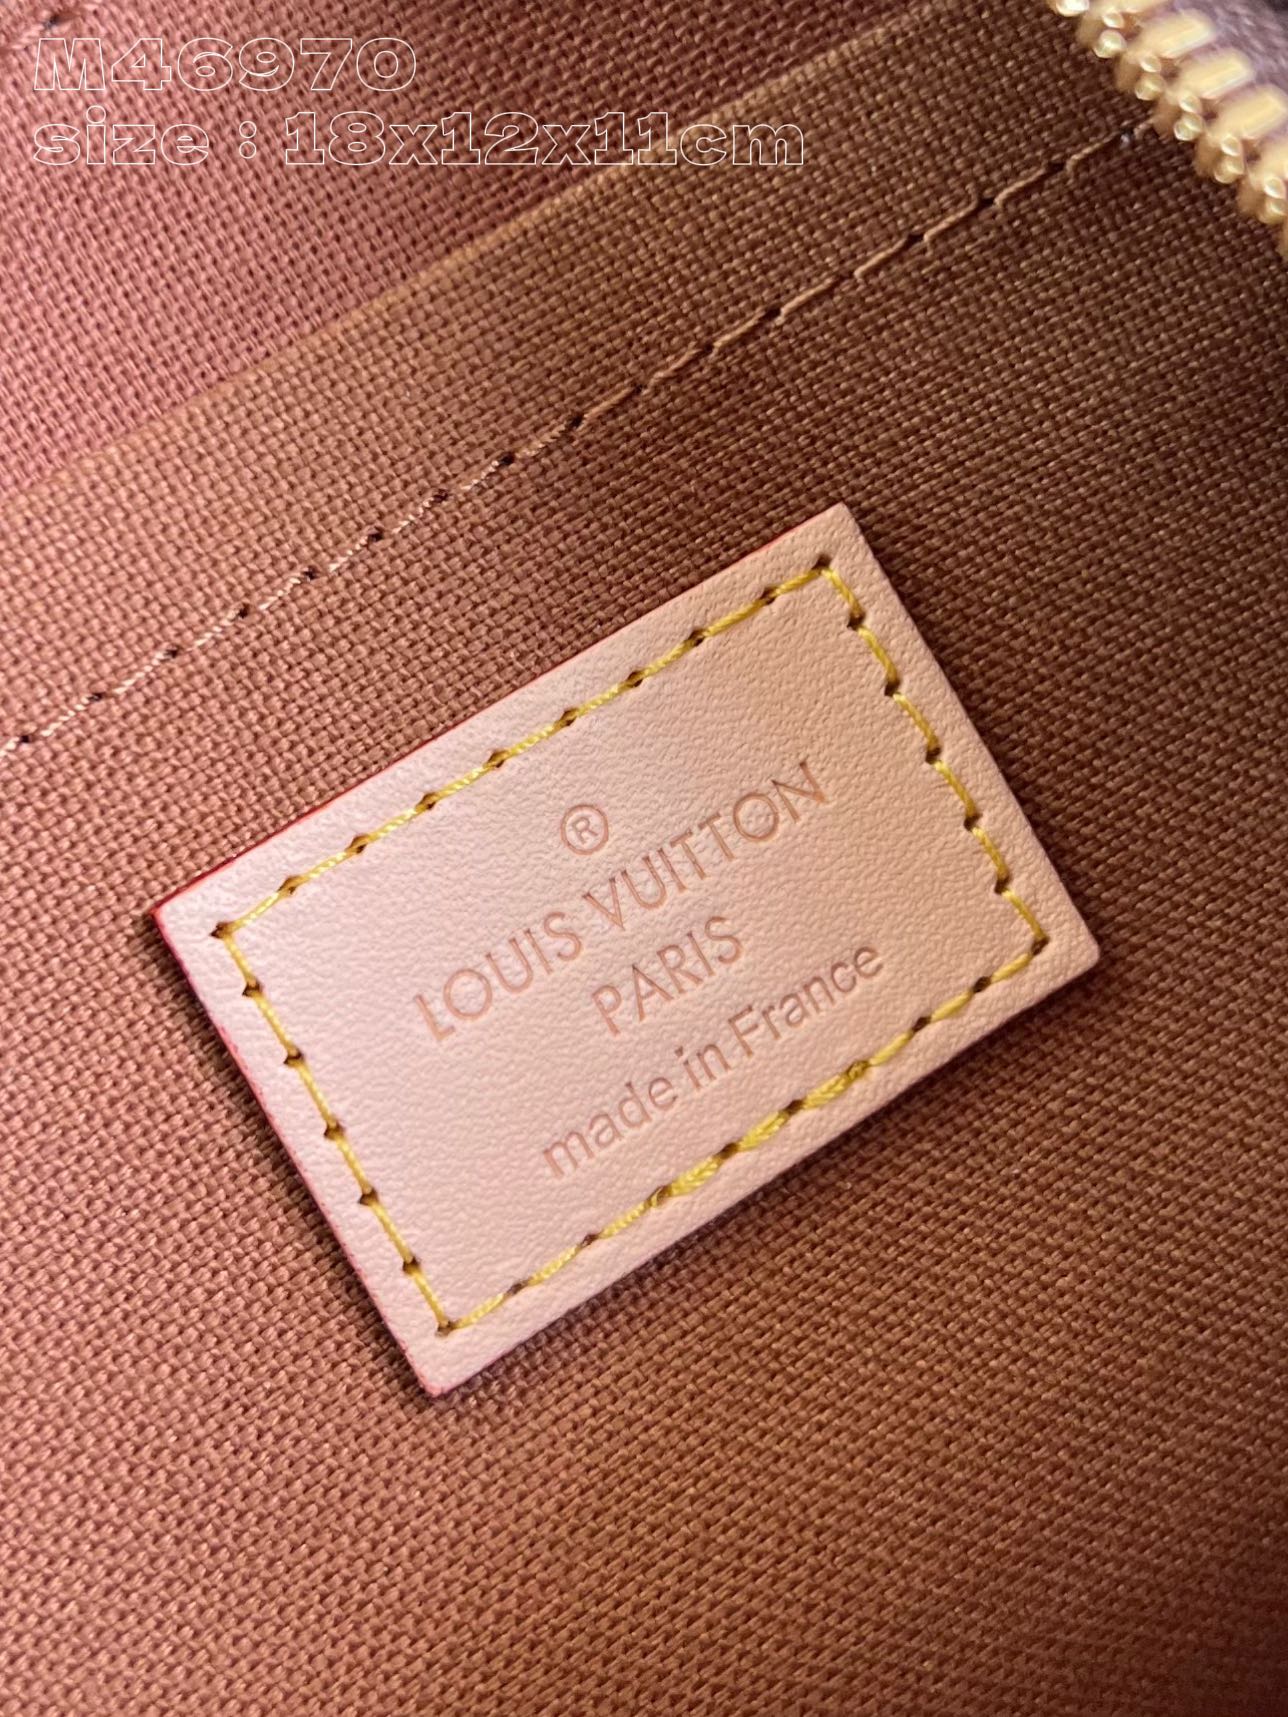 M46970
size : 18x12x11cm
®
LOUIS VUITTON
PARIS
made in France